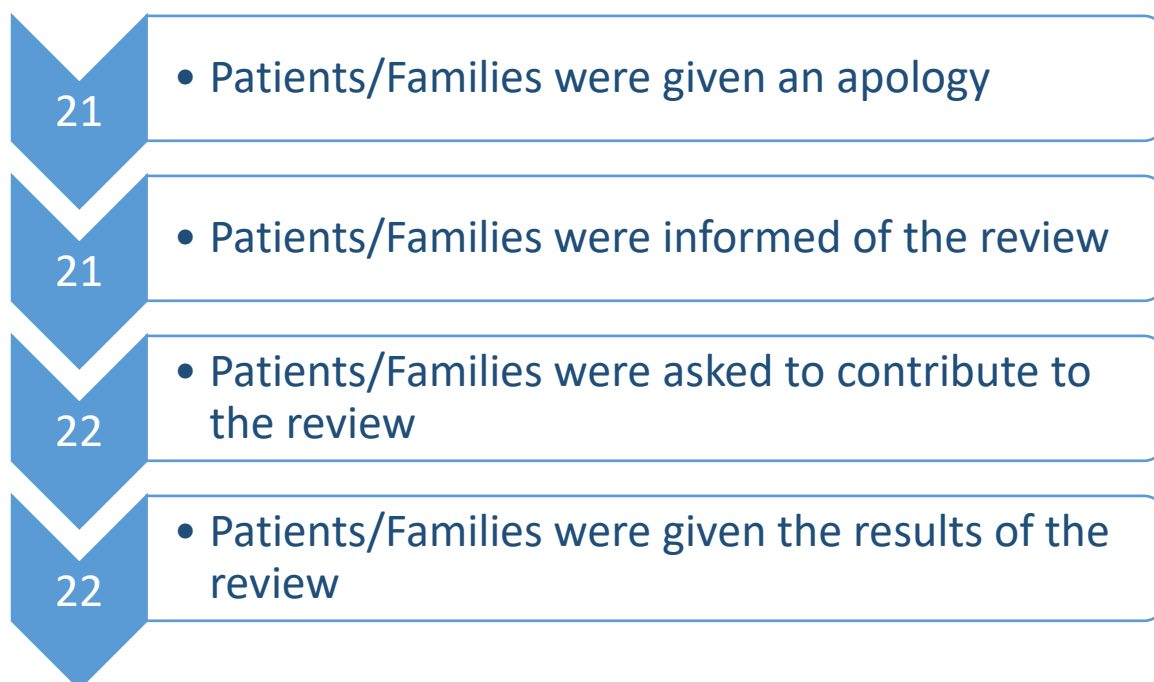 21
• Patients/Families were given an apology
21
• Patients/Families were informed of the review
22
• Patients/Families were asked to contribute to
the review
22
• Patients/Families were given the results of the
review